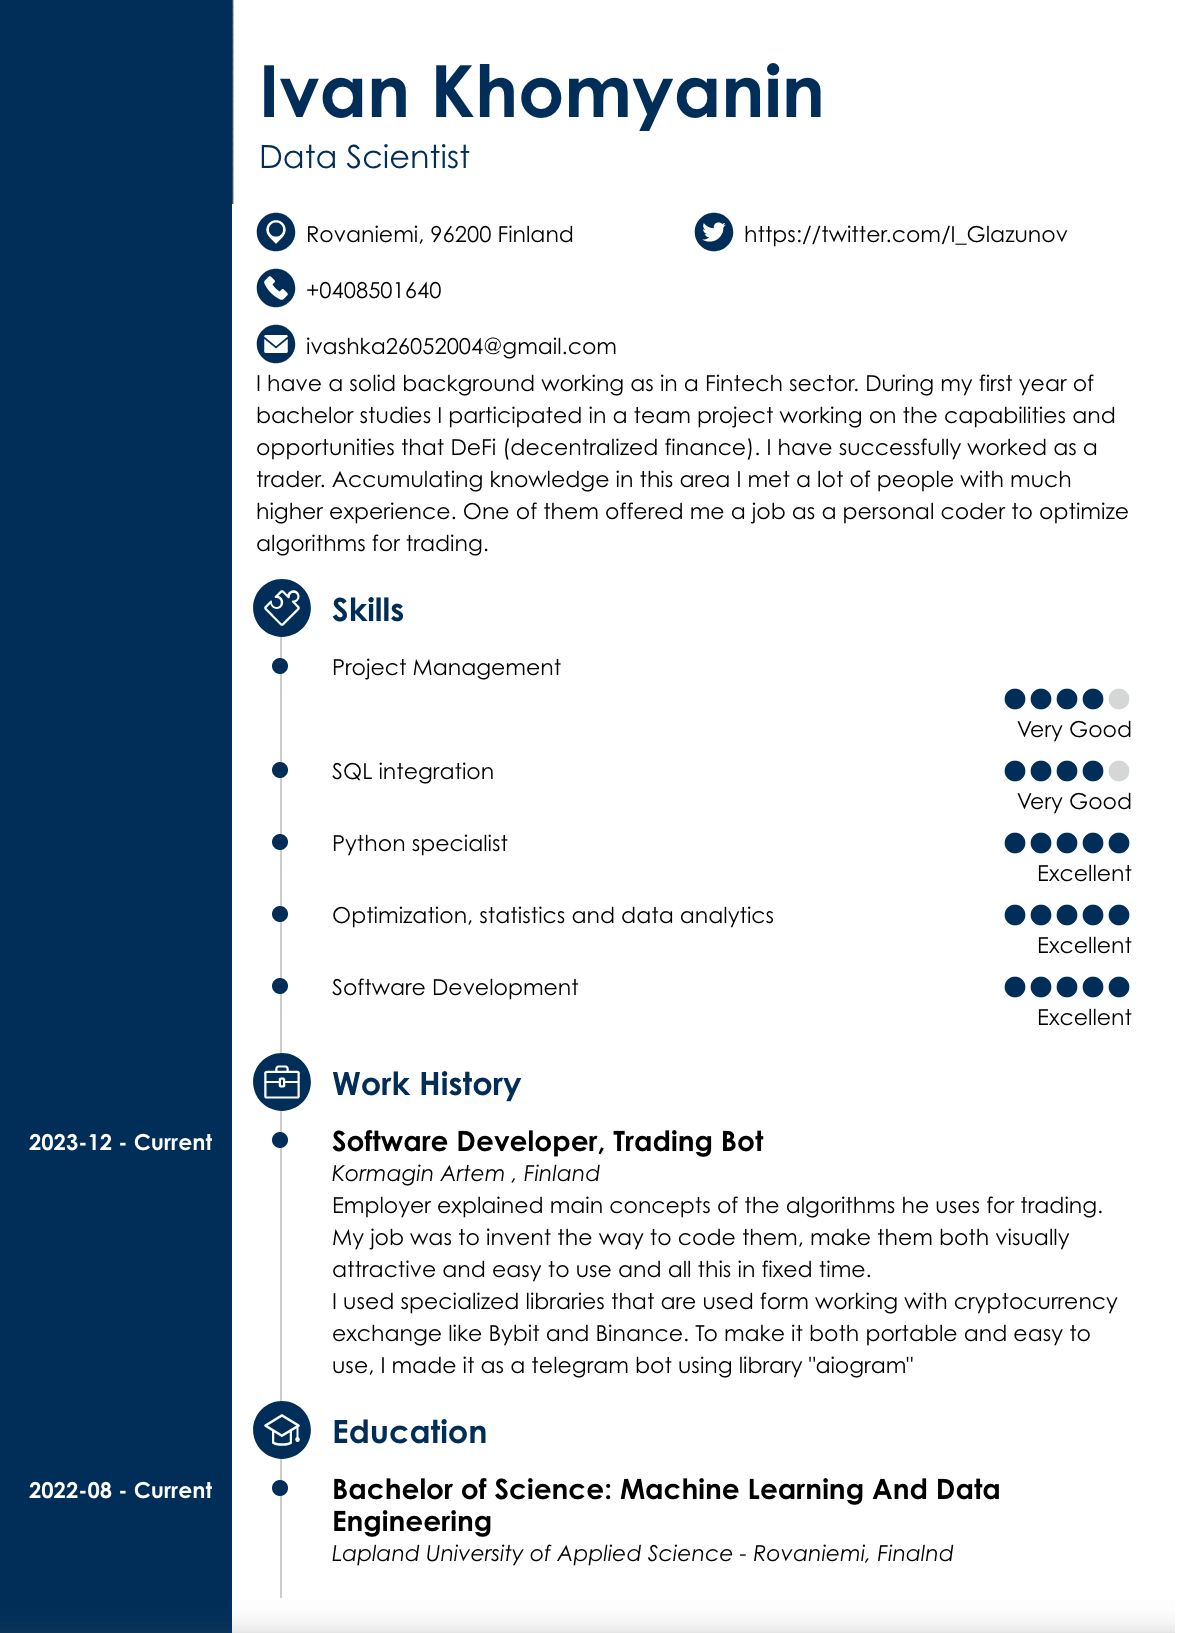 Ivan Khomyanin
Data Scientist
Rovaniemi, 96200 Finland
https://twitter.com/I_Glazunov
+0408501640
ivashka26052004@gmail.com
I have a solid background working as in a Fintech sector. During my first year of
bachelor studies I participated in a team project working on the capabilities and
opportunities that DeFi (decentralized finance). I have successfully worked as a
trader. Accumulating knowledge in this area I met a lot of people with much
higher experience. One of them offered me a job as a personal coder to optimize
algorithms for trading.
Skills
Project Management
Very Good
SQL integration
Very Good
Python specialist
Excellent
Optimization, statistics and data analytics
Excellent
Software Development
Excellent
Work History
2023-12 - Current
Software Developer, Trading Bot
Kormagin Artem , Finland
Employer explained main concepts of the algorithms he uses for trading.
My job was to invent the way to code them, make them both visually
attractive and easy to use and all this in fixed time.
I used specialized libraries that are used form working with cryptocurrency
exchange like Bybit and Binance. To make it both portable and easy to
use, I made it as a telegram bot using library "aiogram"
Education
2022-08 - Current
Bachelor of Science: Machine Learning And Data
Engineering
Lapland University of Applied Science - Rovaniemi, Finalnd